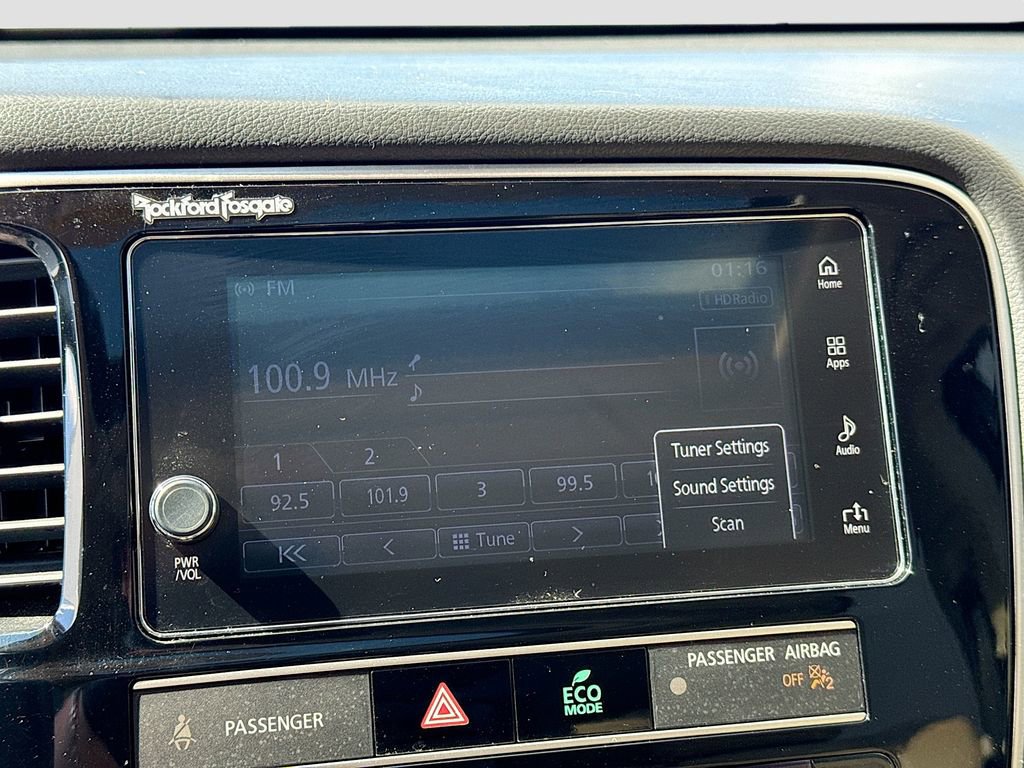 Rockford Fosgate
FM
01:16
HD Radio
100.9 MHz
1 2
92.5 101.9 3 99.5
Tune
Tuner Settings
Sound Settings
Scan
Home
Apps
Audio
Menu
PWR
/VOL
PASSENGER
ECO
MODE
PASSENGER AIRBAG
OFF 2